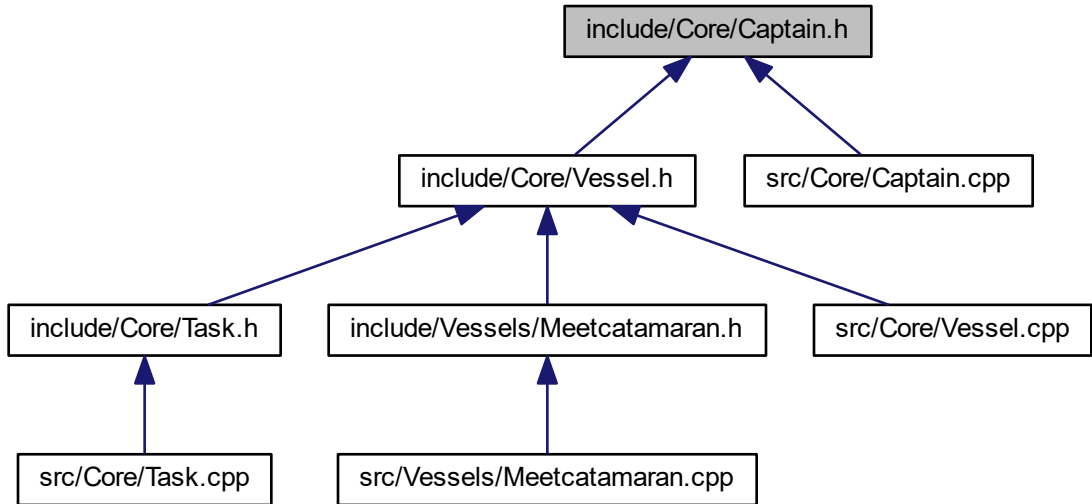 include/Core/Captain.h
include/Core/Vessel.h
src/Core/Captain.cpp
include/Core/Task.h
include/Vessels/Meetcatamaran.h
src/Core/Vessel.cpp
src/Core/Task.cpp
src/Vessels/Meetcatamaran.cpp